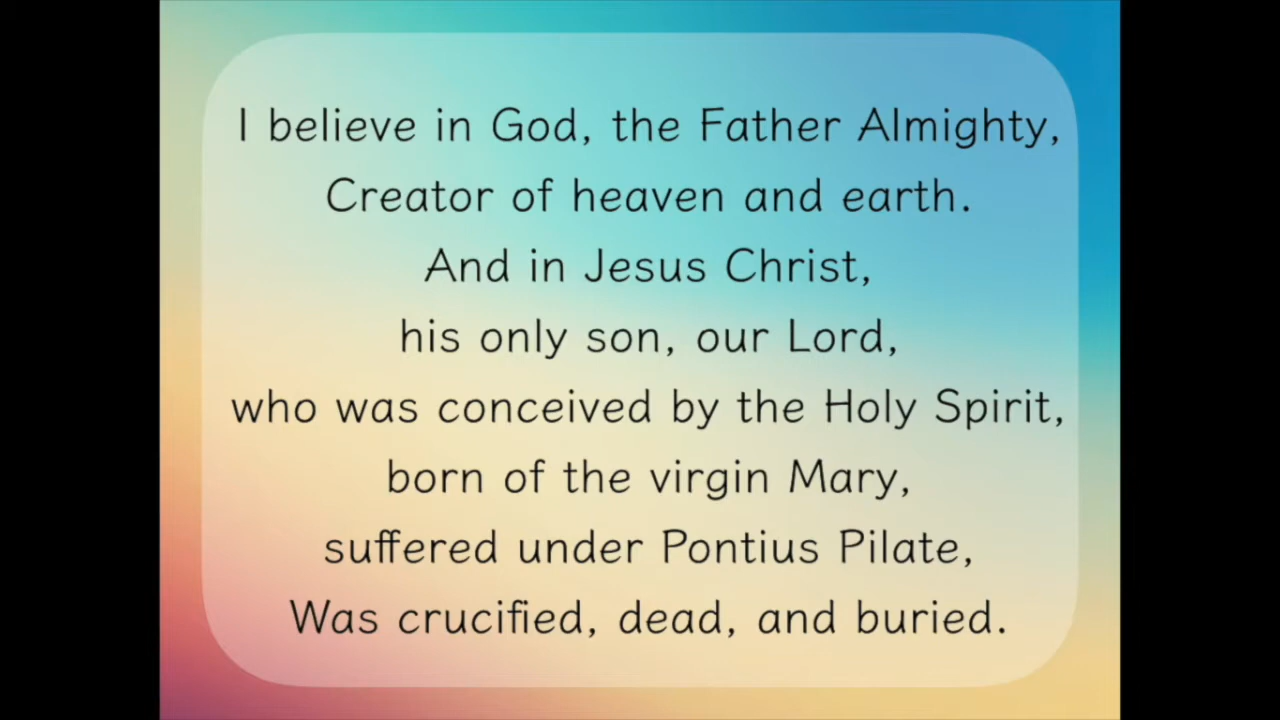 I believe in God, the Father Almighty,
Creator of heaven and earth.
And in Jesus Christ,
his only son, our Lord,
who was conceived by the Holy Spirit,
born of the virgin Mary,
suffered under Pontius Pilate,
Was crucified, dead, and buried.